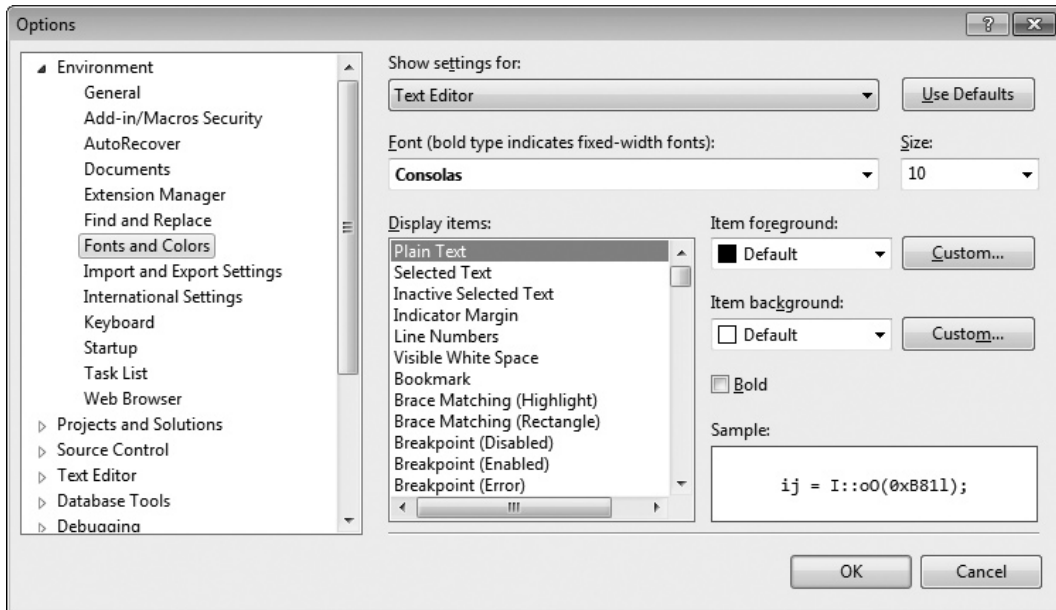 Options
Environment
General
Add-in/Macros Security
AutoRecover
Documents
Extension Manager
Find and Replace
Fonts and Colors
Import and Export Settings
International Settings
Keyboard
Startup
Task List
Web Browser
Projects and Solutions
Source Control
Text Editor
Database Tools
Debugging
Show settings for:
Text Editor
Use Defaults
Font (bold type indicates fixed-width fonts):
Size:
Consolas
10
Display items:
Plain Text
Selected Text
Inactive Selected Text
Indicator Margin
Line Numbers
Visible White Space
Bookmark
Brace Matching (Highlight)
Brace Matching (Rectangle)
Breakpoint (Disabled)
Breakpoint (Enabled)
Breakpoint (Error)
Item foreground:
Default
Custom...
Item background:
Default
Custom...
Bold
Sample:
ij = I::oO(0xB81l);
OK
Cancel